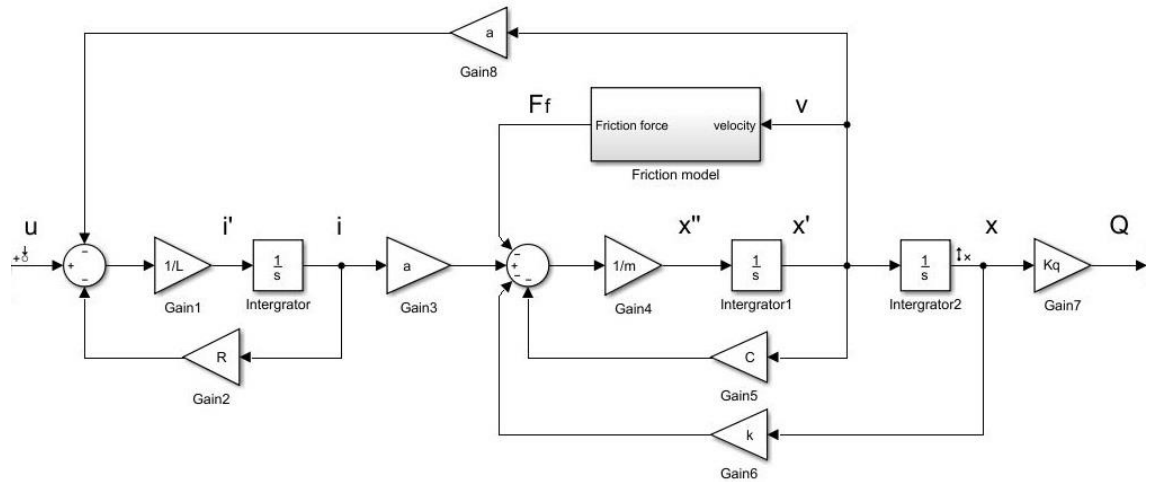 a
Gain8
Ff
v
Friction force velocity
Friction model
u
i'
i
x''
x'
x
Q
1/L
1
s
a
1/m
1
s
1
s
Kq
Gain1
Intergrator
Gain3
Gain4
Intergrator1
Intergrator2
Gain7
R
Gain2
C
Gain5
k
Gain6